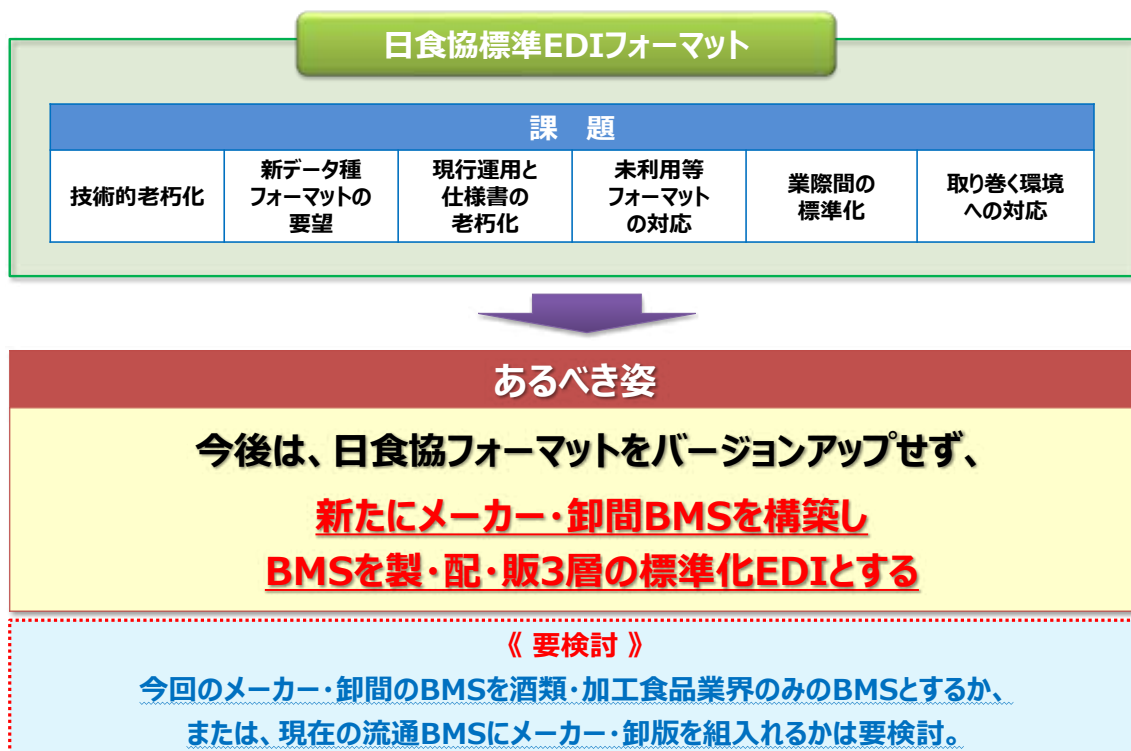 日食協標準EDIフォーマット
課 題
技術的老朽化
新データ種
フォーマットの
要望
現行運用と
仕様書の
老朽化
未利用等
フォーマット
の対応
業際間の
標準化
取り巻く環境
への対応
あるべき姿
今後は、日食協フォーマットをバージョンアップせず、
新たにメーカー・卸間BMSを構築し
BMSを製・配・販3層の標準化EDIとする
《 要検討 》
今回のメーカー・卸間のBMSを酒類・加工食品業界のみのBMSとするか、
または、現在の流通BMSにメーカー・卸版を組入れるかは要検討。